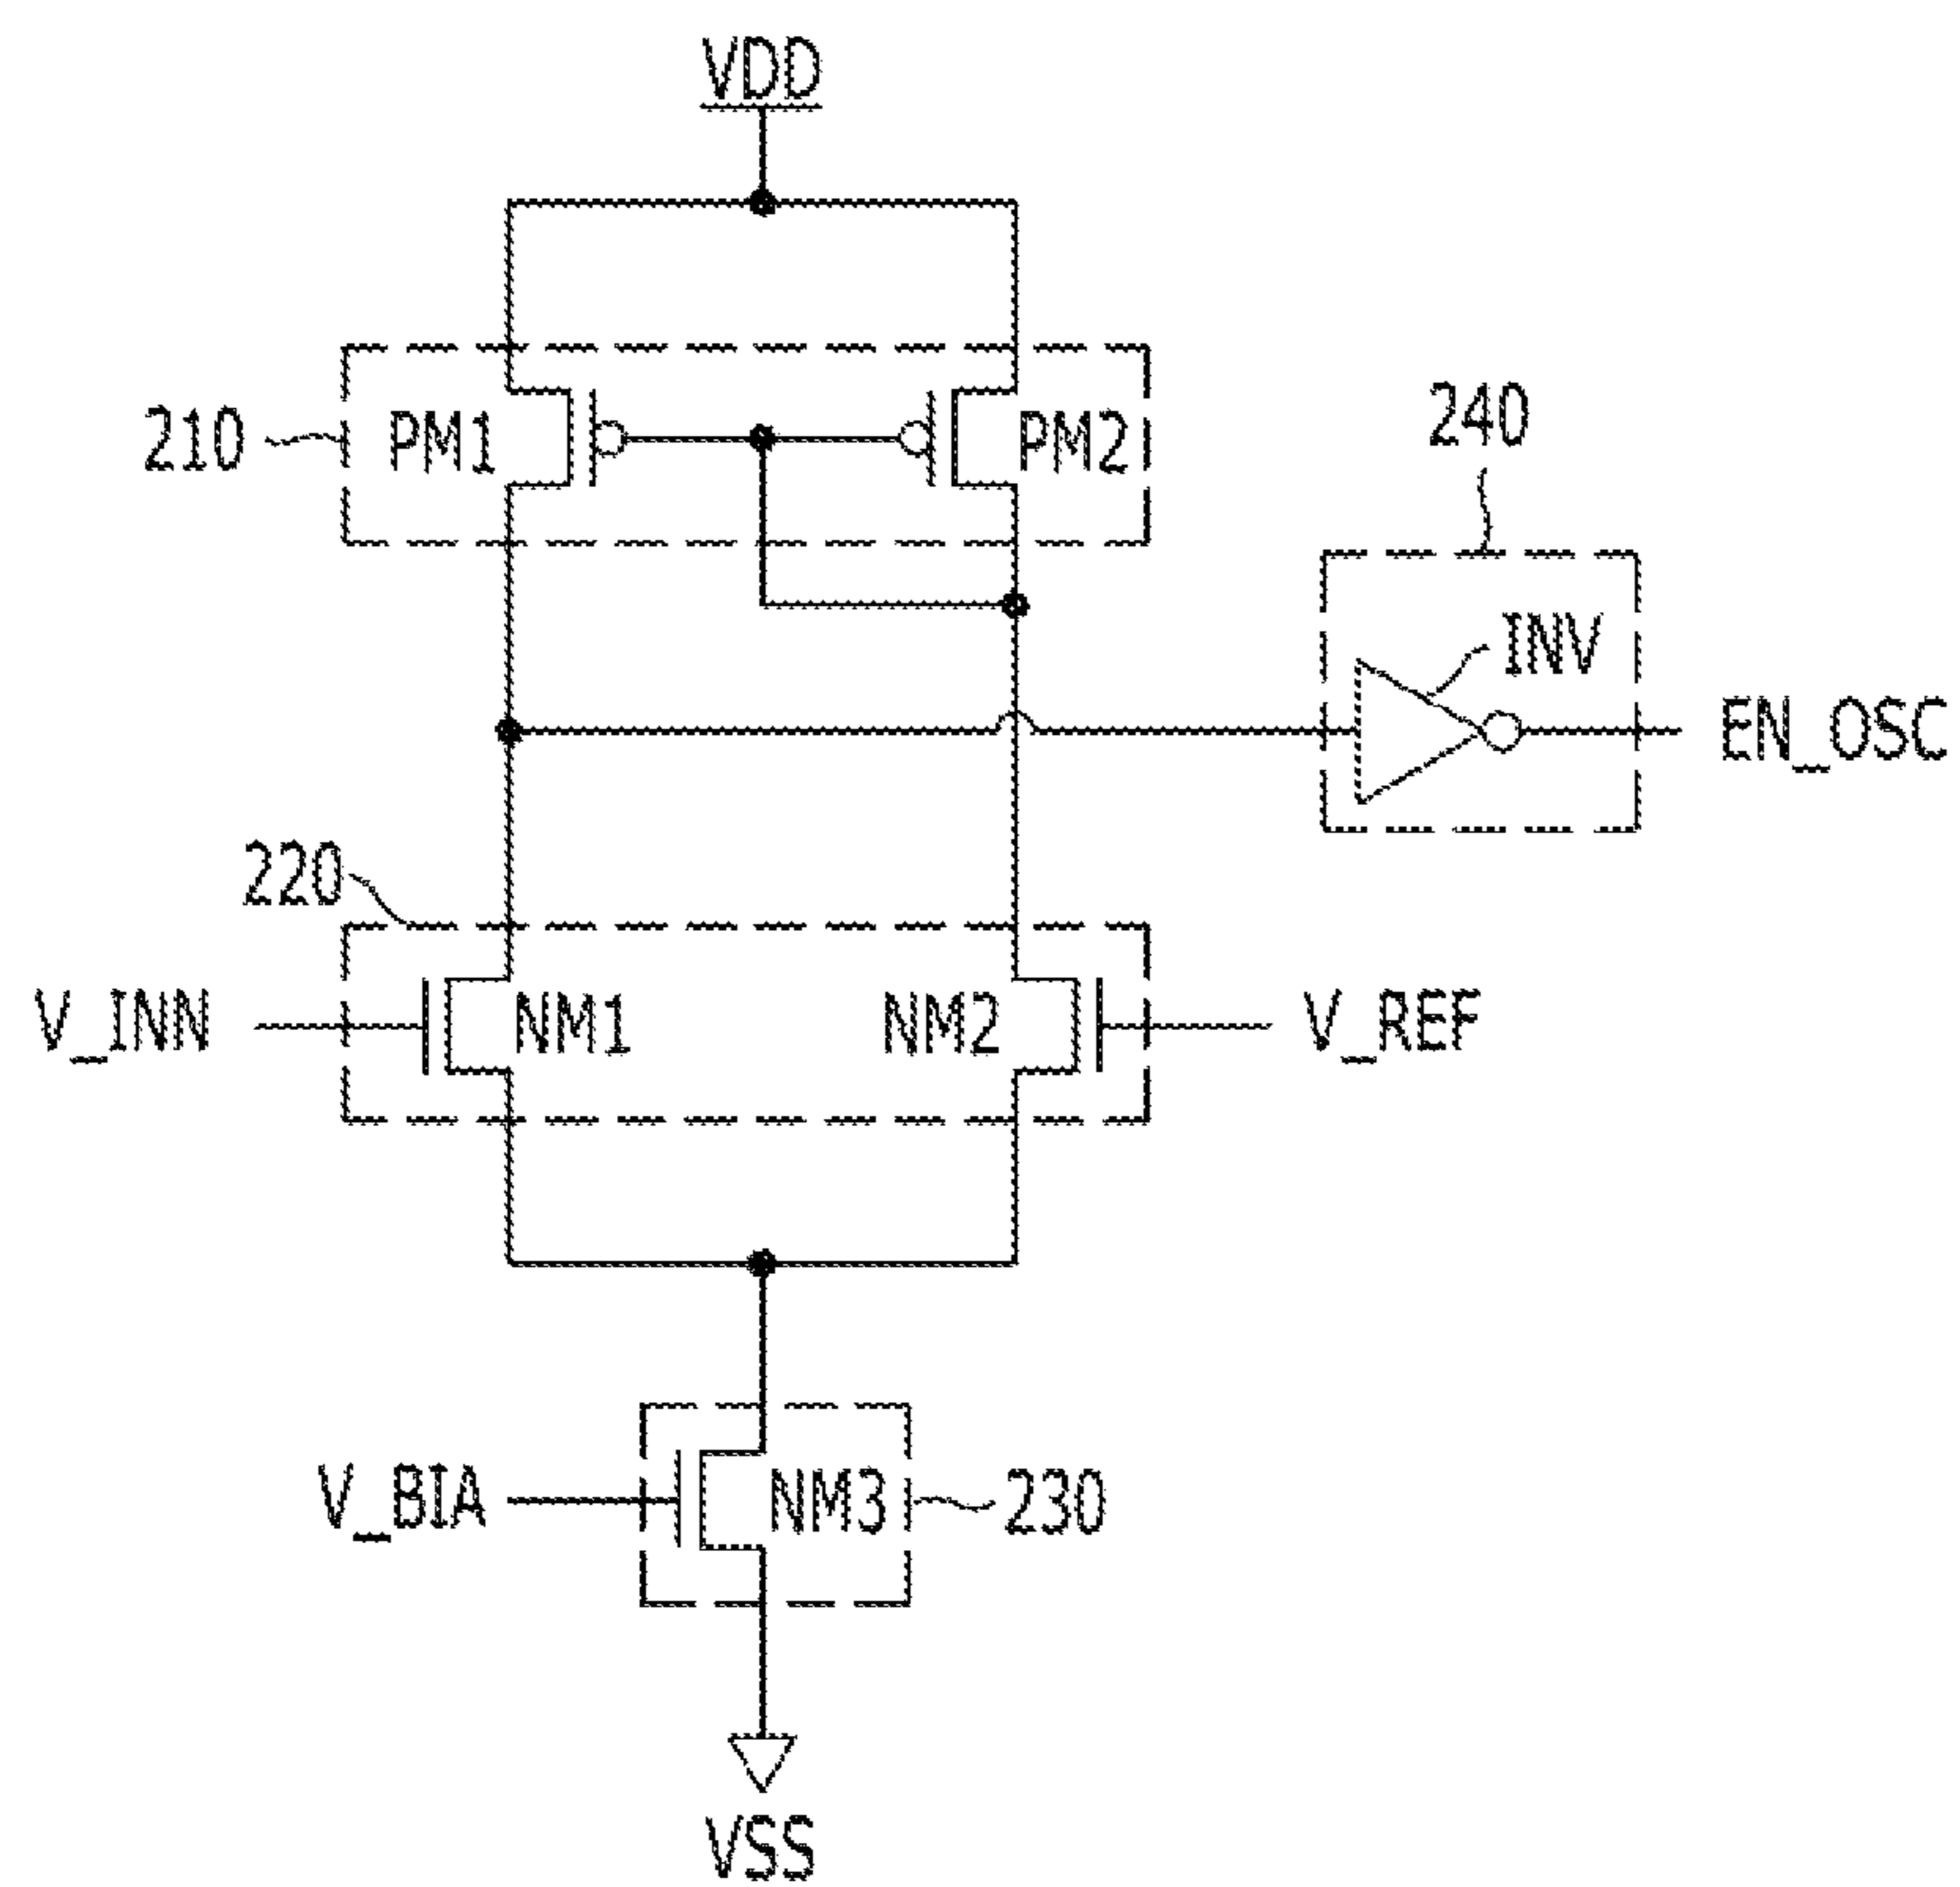 VDD
210
PM1
PM2
240
INV
EN_OSC
220
V_INN
NM1
NM2
V_REF
V_BIA
NM3
230
VSS